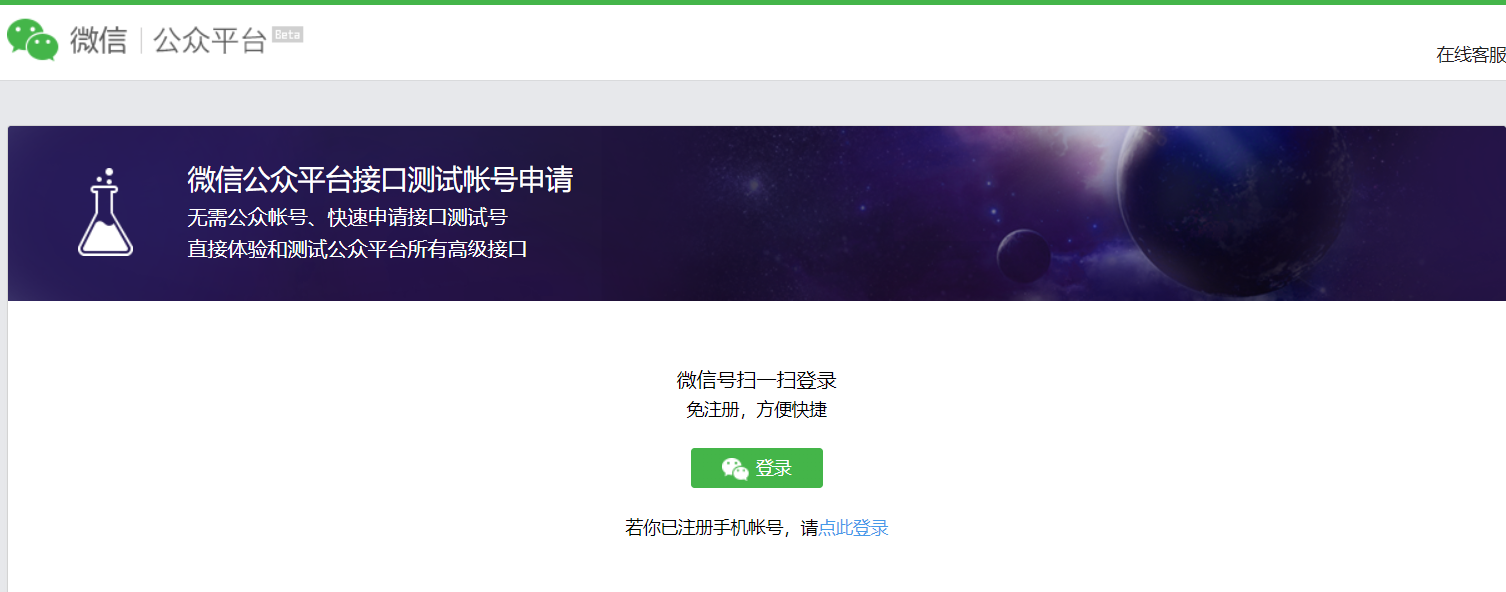 微信 公众平台 Beta
在线客服
微信公众平台接口测试帐号申请
无需公众帐号、快速申请接口测试号
直接体验和测试公众平台所有高级接口
微信号扫一扫登录
免注册，方便快捷
登录
若你已注册手机帐号，请点此登录